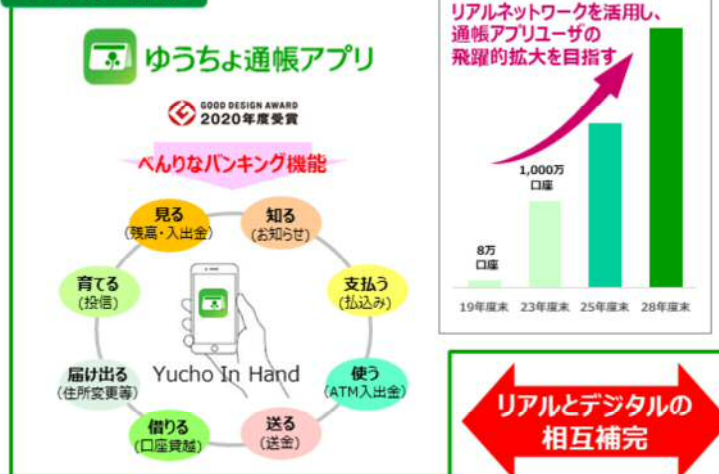 ゆうちょ通帳アプリ
GOOD DESIGN AWARD
2020年度受賞
べんりなバンキング機能
見る
(残高・入出金)
知る
(お知らせ)
育てる
(投信)
支払う
(払込み)
届け出る
(住所変更等)
Yucho In Hand
使う
(ATM入出金)
借りる
(口座貸越)
送る
(送金)
リアルネットワークを活用し、
通帳アプリユーザの
飛躍的拡大を目指す
1,000万
口座
8万
口座
19年度末 23年度末 25年度末 28年度末
リアルとデジタルの
相互補完